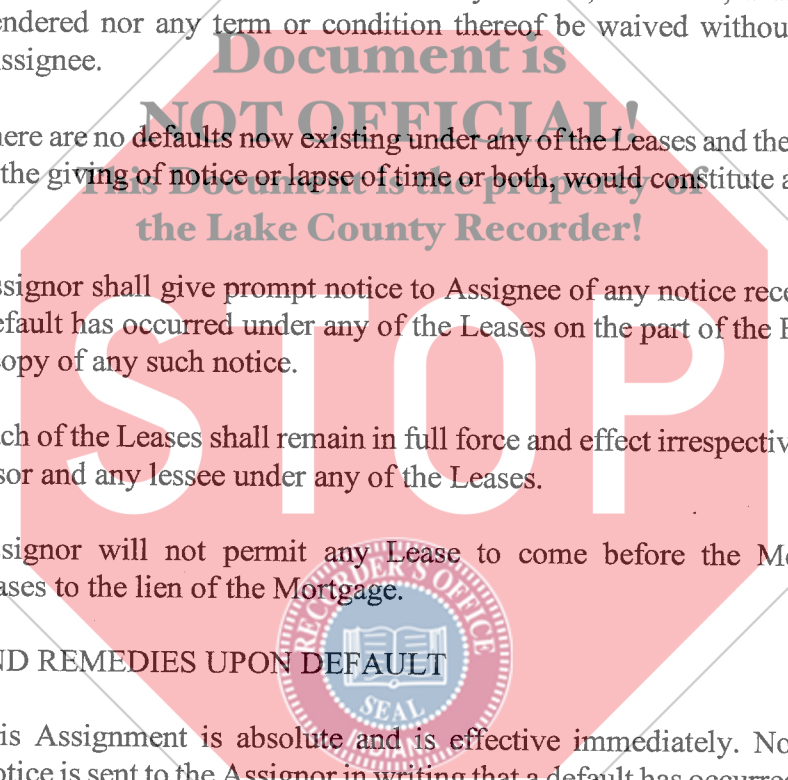 endered nor any term or condition thereof be waived withou
ssignee.
Document is
NOT OFFICIAL!
here are no defaults now existing under any of the Leases and the
the giving of notice or lapse of time or both, would constitute a
This Document is the property of
the Lake County Recorder!
ssignor shall give prompt notice to Assignee of any notice rece
efault has occurred under any of the Leases on the part of the
opy of any such notice.
STOP
ch of the Leases shall remain in full force and effect irrespectiv
sor and any lessee under any of the Leases.
ssignor will not permit any Lease to come before the Mo
ases to the lien of the Mortgage.
RECORDER'S OFFICE
ND REMEDIES UPON DEFAULT
SEAL
is Assignment is absolute and is effective immediately. No
otice is sent to the Assignor in writing that a default has occurred